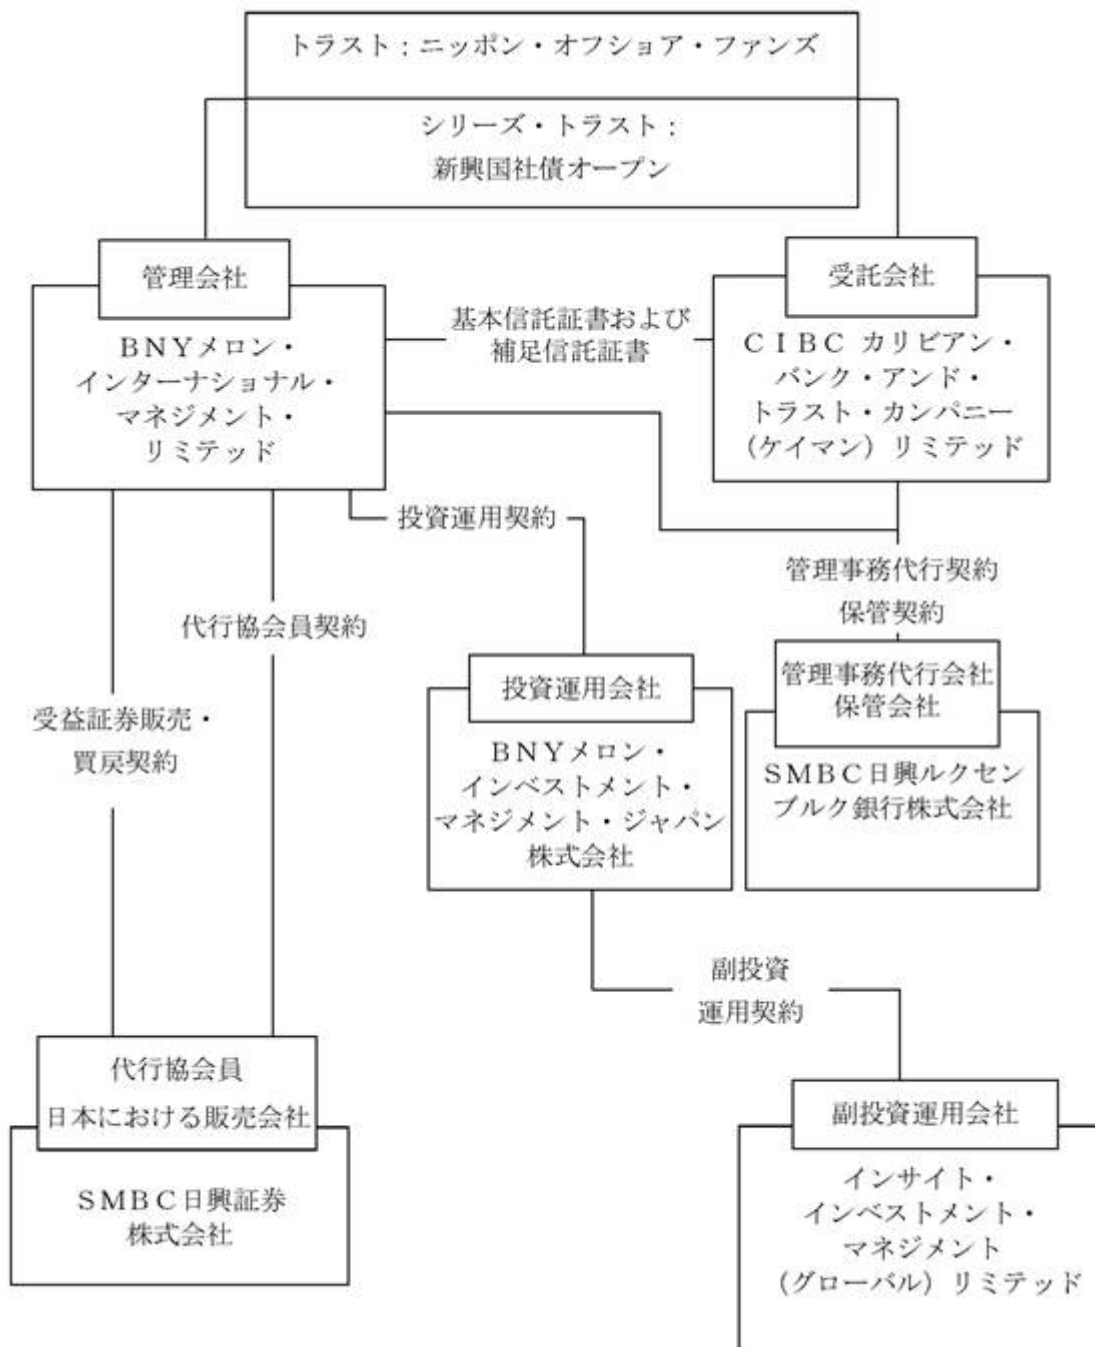 トラスト：ニッポン・オフショア・ファンズ
シリーズ・トラスト：
新興国社債オープン
管理会社
BNYメロン・
インターナショナル・
マネジメント・
リミテッド
基本信託証書および
補足信託証書
受託会社
CIBC カリビアン・
バンク・アンド・
トラスト・カンパニー
（ケイマン）リミテッド
投資運用契約
管理事務代行契約
保管契約
代行協会員契約
受益証券販売・
買戻契約
投資運用会社
BNYメロン・
インベストメント・
マネジメント・ジャパン
株式会社
管理事務代行会社
保管会社
SMBC日興ルクセン
ブルク銀行株式会社
副投資
運用契約
代行協会員
日本における販売会社
SMBC日興証券
株式会社
副投資運用会社
インサイト・
インベストメント・
マネジメント
（グローバル）リミテッド